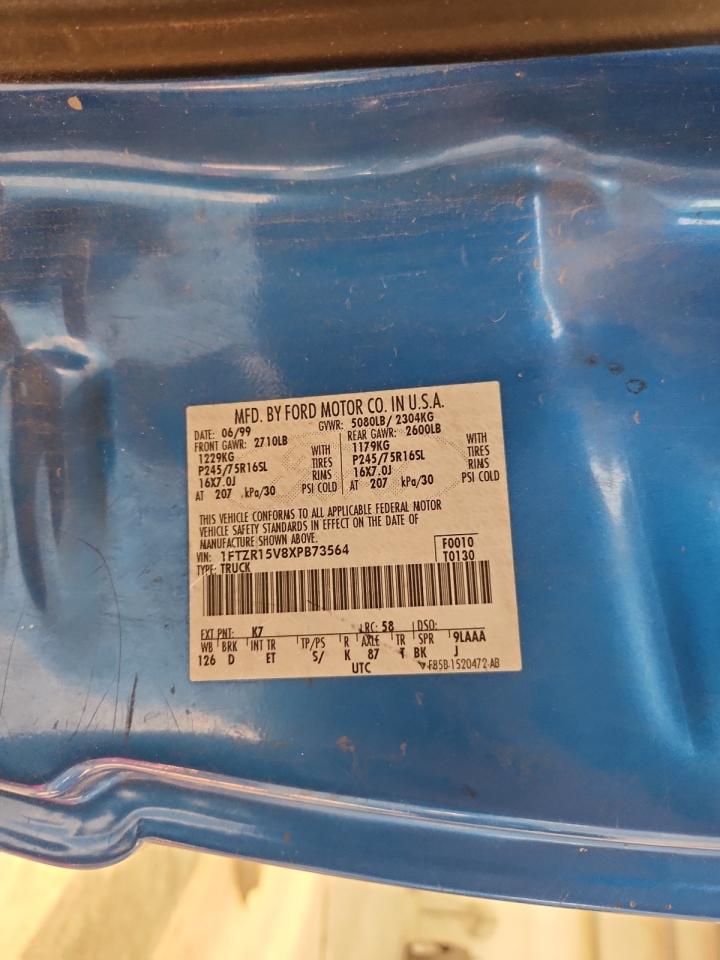 MFD. BY FORD MOTOR CO. IN U.S.A.
DATE: 06/99 GVWR: 5080LB/ 2304KG
FRONT GAWR: 2710LB REAR GAWR: 2600LB
1229KG WITH 1179KG WITH
P245/75R16SL TIRES P245/75R16SL TIRES
16X7.0J RIMS 16X7.0J RIMS
AT 207 kPa/30 PSI COLD AT 207 kPa/30 PSI COLD
THIS VEHICLE CONFORMS TO ALL APPLICABLE FEDERAL MOTOR
VEHICLE SAFETY STANDARDS IN EFFECT ON THE DATE OF
MANUFACTURE SHOWN ABOVE.
VIN: 1FTZR15V8XPB73564 F0010
TYPE: TRUCK T0130
EXT PNT: K7 RC: 58 DSO:
WB BRK INT TR TP/PS R AXLE TR SPR 9LAAA
126 D ET 5/ K 87 T BK J
UTC F85B-1520472-AB